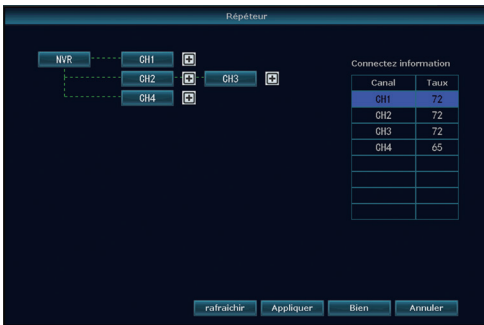 Répéteur
NVR CH1
CH2 CH3
CH4
Connectez information
Canal Taux
CH1 72
CH2 72
CH3 72
CH4 65
rafraichir Appliquer Bien Annuler